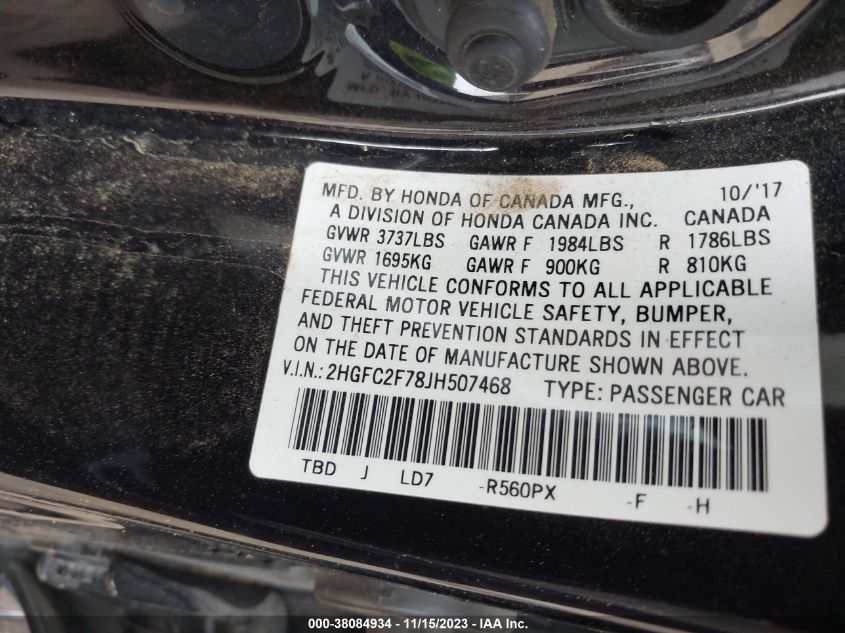 MFD. BY HONDA OF CANADA MFG., 10/'17
A DIVISION OF HONDA CANADA INC. CANADA
GVWR 3737LBS GAWR F 1984LBS R 1786LBS
GVWR 1695KG GAWR F 900KG R 810KG
THIS VEHICLE CONFORMS TO ALL APPLICABLE
FEDERAL MOTOR VEHICLE SAFETY, BUMPER,
AND THEFT PREVENTION STANDARDS IN EFFECT
ON THE DATE OF MANUFACTURE SHOWN ABOVE.
V.I.N.: 2HGFC2F78JH507468 TYPE: PASSENGER CAR
TBD J LD7 -R560PX -F -H
000-38084934 - 11/15/2023 - IAA Inc.